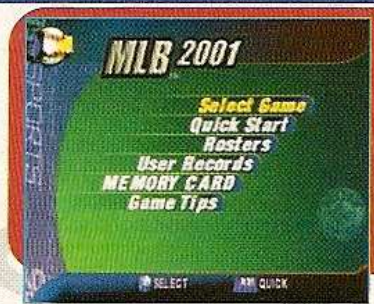 MLB 2001
Select Game
Quick Start
Rosters
User Records
MEMORY CARD
Game Tips
SELECT
QUICK